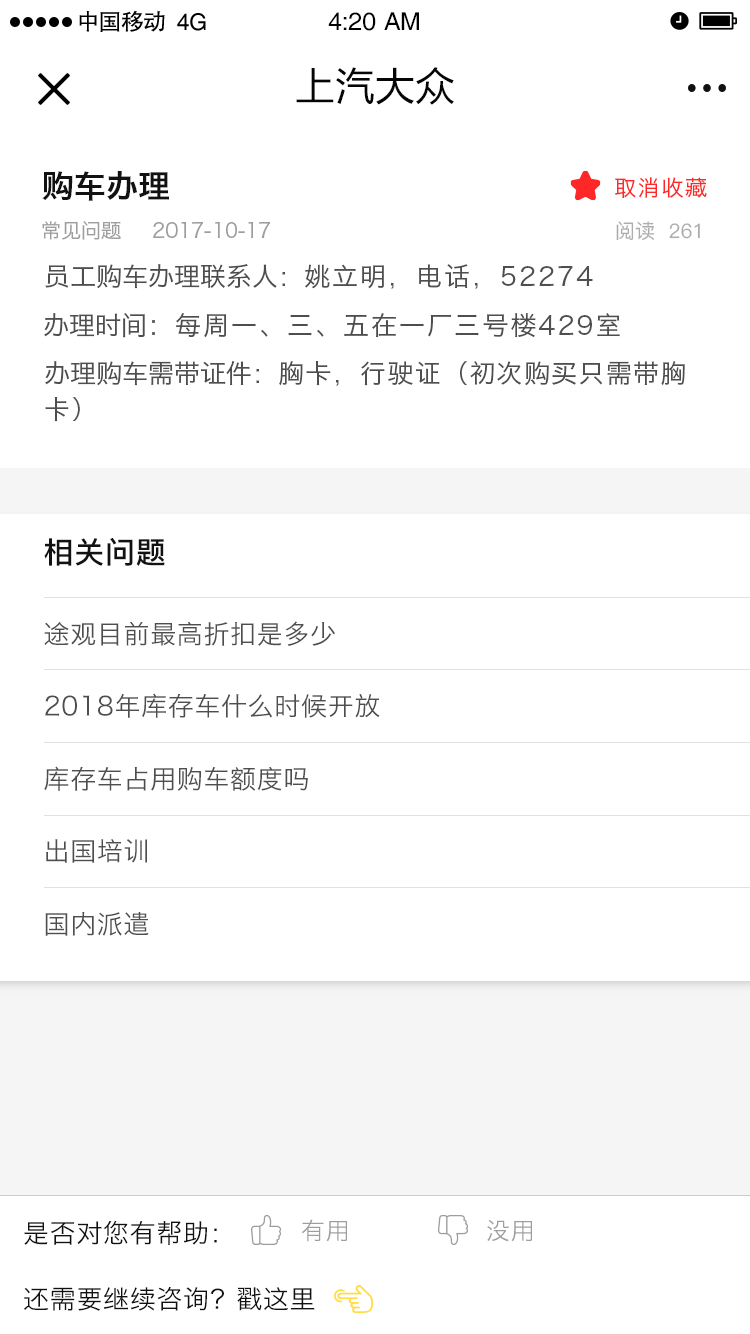 中国移动 4G 4:20 AM
上汽大众
购车办理 取消收藏
常见问题 2017-10-17 阅读 261
员工购车办理联系人：姚立明，电话，52274
办理时间：每周一、三、五在一厂三号楼429室
办理购车需带证件：胸卡，行驶证（初次购买只需带胸
卡）
相关问题
途观目前最高折扣是多少
2018年库存车什么时候开放
库存车占用购车额度吗
出国培训
国内派遣
是否对您有帮助： 有用 没用
还需要继续咨询？戳这里